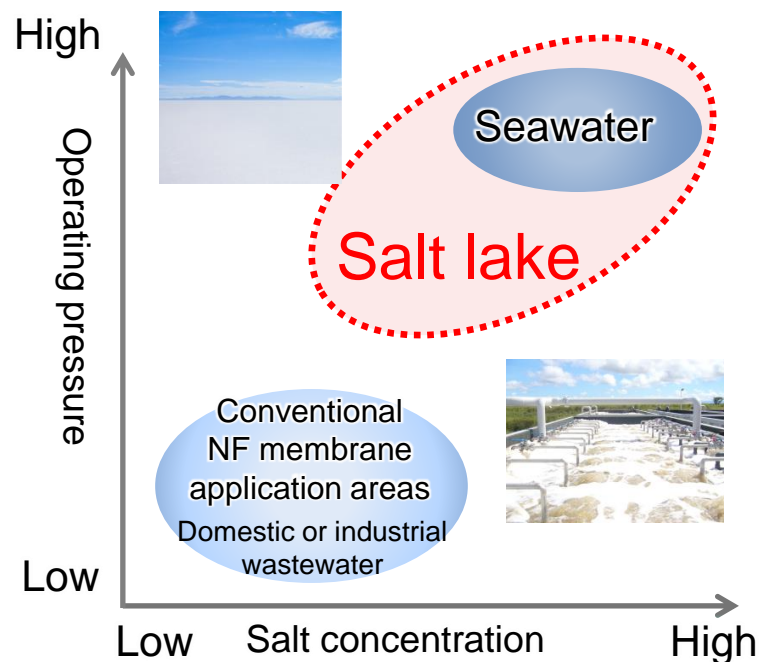 High
Operating pressure
Seawater
Salt lake
Conventional
NF membrane
application areas
Domestic or industrial
wastewater
Low
Low
Salt concentration
High